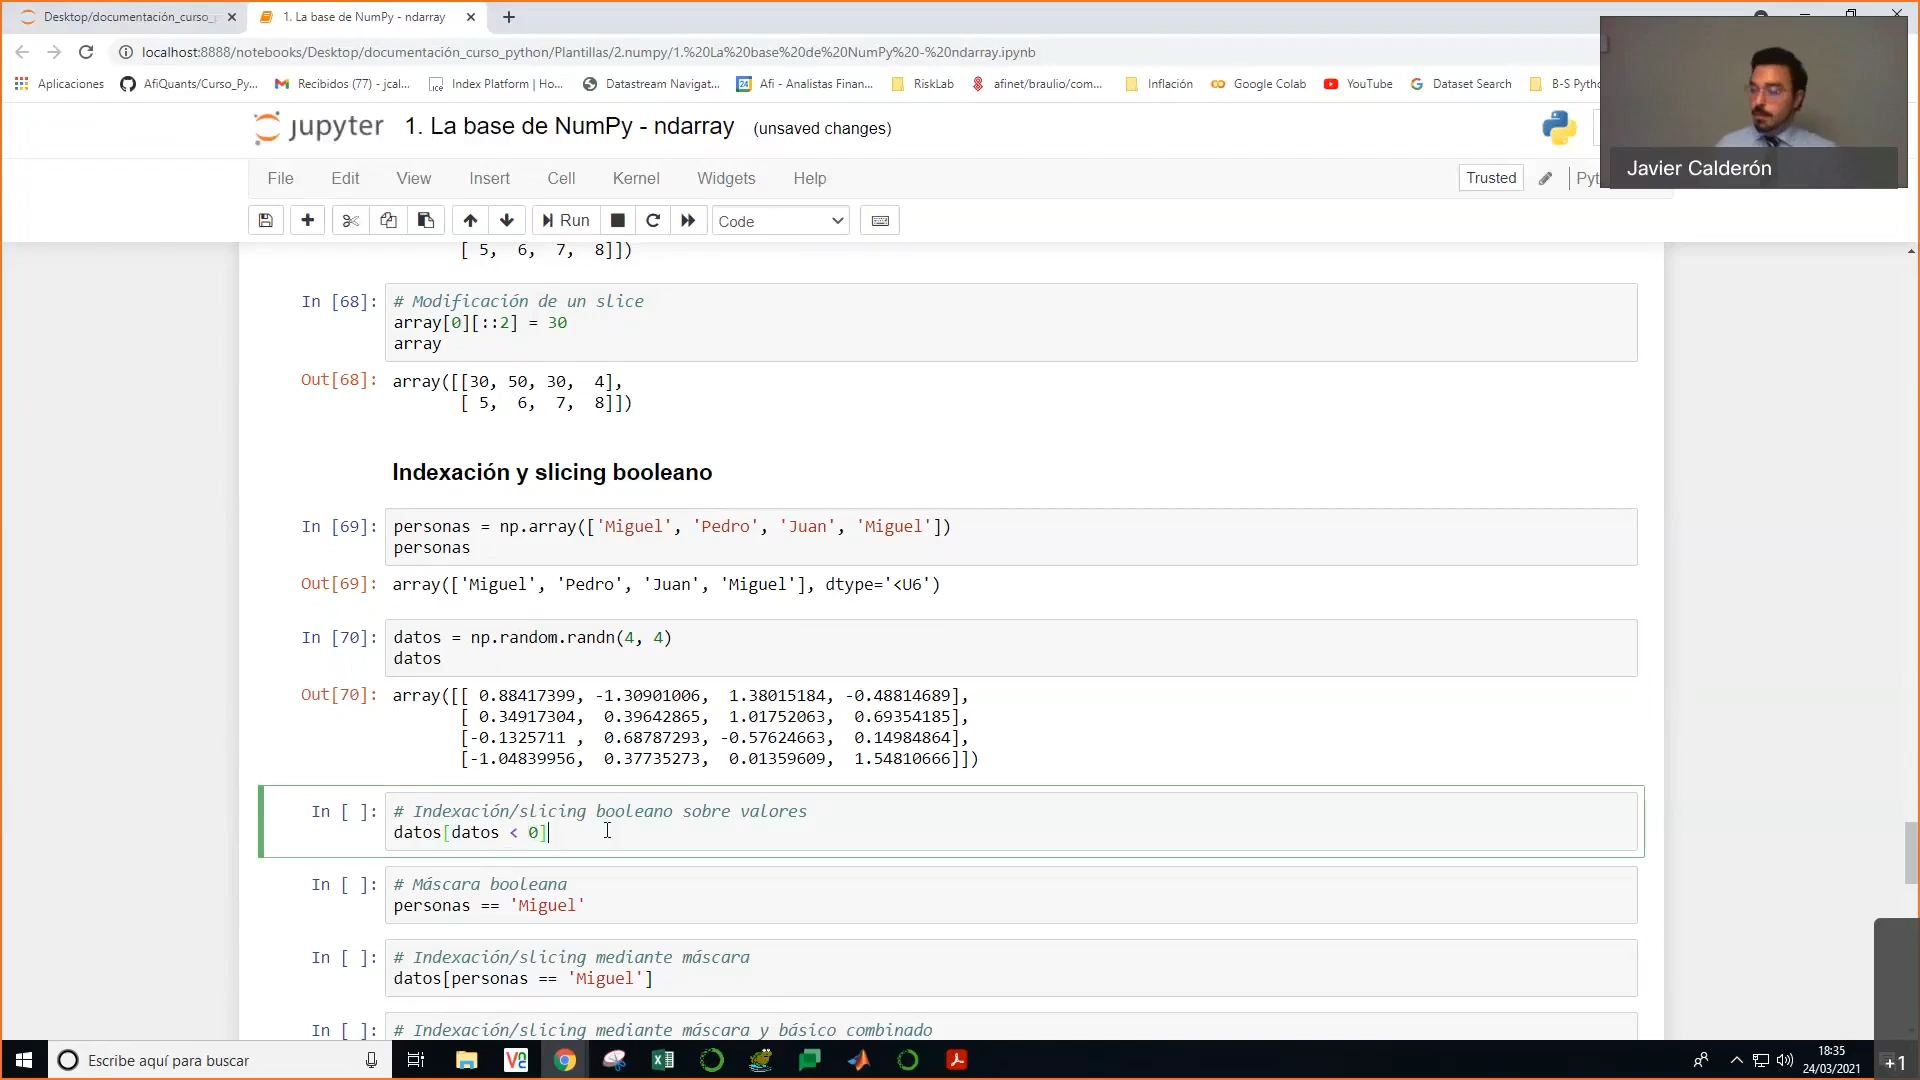 Desktop/documentación_curso_p
1. La base de NumPy - ndarray
localhost:8888/notebooks/Desktop/documentación_curso_python/Plantillas/2.numpy/1.%20La%20base%20de%20NumPy%20-%20ndarray.ipynb
Aplicaciones
AfiQuants/Curso_Py...
Recibidos (77) - jcal...
Index Platform | Ho...
Datastream Navigat...
Afi - Analistas Finan...
RiskLab
afinet/braulio/com...
Inflación
Google Colab
YouTube
Dataset Search
B-S Pytho
jupyter 1. La base de NumPy - ndarray (unsaved changes)
Javier Calderón
File Edit View Insert Cell Kernel Widgets Help
Trusted
Pyt
Run
Code
[ 5, 6, 7, 8]])
In [68]: # Modificación de un slice
array[0][::2] = 30
array
Out[68]: array([[30, 50, 30, 4],
[ 5, 6, 7, 8]])
Indexación y slicing booleano
In [69]: personas = np.array(['Miguel', 'Pedro', 'Juan', 'Miguel'])
personas
Out[69]: array(['Miguel', 'Pedro', 'Juan', 'Miguel'], dtype='<U6')
In [70]: datos = np.random.randn(4, 4)
datos
Out[70]: array([[ 0.88417399, -1.30901006, 1.38015184, -0.48814689],
[ 0.34917304, 0.39642865, 1.01752063, 0.69354185],
[-0.1325711 , 0.68787293, -0.57624663, 0.14984864],
[-1.04839956, 0.37735273, 0.01359609, 1.54810666]])
In [ ]: # Indexación/slicing booleano sobre valores
datos[datos < 0]
In [ ]: # Máscara booleana
personas == 'Miguel'
In [ ]: # Indexación/slicing mediante máscara
datos[personas == 'Miguel']
In [ ]: # Indexación/slicing mediante máscara y básico combinado
Escribe aquí para buscar
18:35
24/03/2021
+1